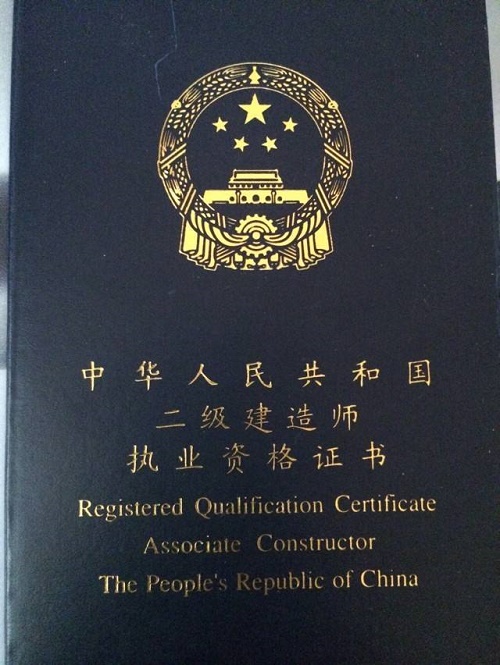 中华人民共和国
二级建造师
执业资格证书
Registered Qualification Certificate
Associate Constructor
The People's Republic of China